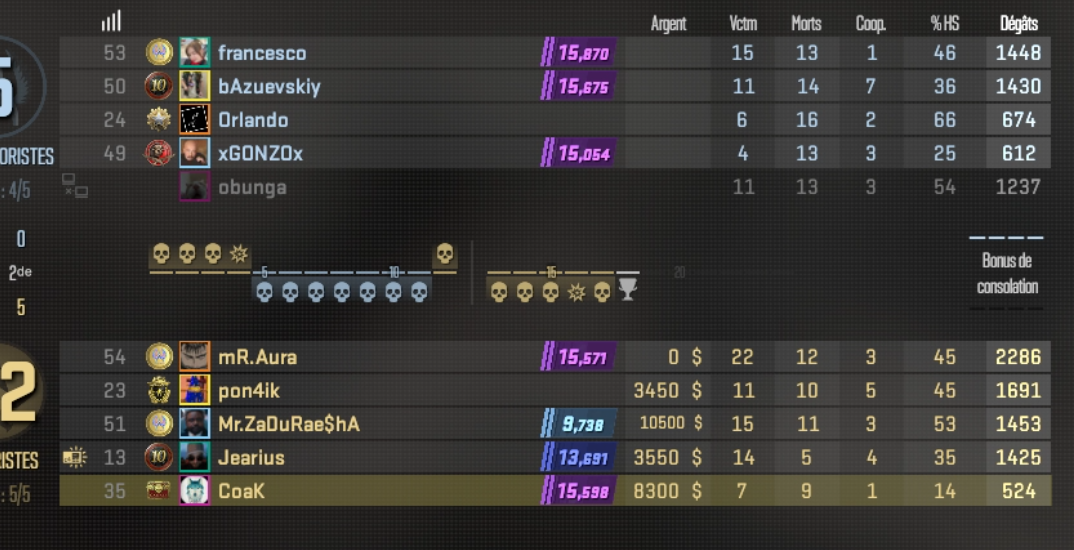 Argent Vctm Morts Coop. % HS Dégâts
53 francesco 15,870 15 13 1 46 1448
50 10 bAzuevskiy 15,675 11 14 7 36 1430
5
24 Orlando 6 16 2 66 674
ORISTES 49 xGONZOx 15,054 4 13 3 25 612
: 4/5 obunga 11 13 3 54 1237
0
2de
5
5 10 15 20
Bonus de
consolation
54 mR.Aura 15,571 0 $ 22 12 3 45 2286
2 23 pon4ik 3450 $ 11 10 5 45 1691
51 Mr.ZaDuRae$hA 9,738 10500 $ 15 11 3 53 1453
ISTES 13 10 Jearius 13,691 3550 $ 14 5 4 35 1425
: 5/5 35 CoaK 15,598 8300 $ 7 9 1 14 524